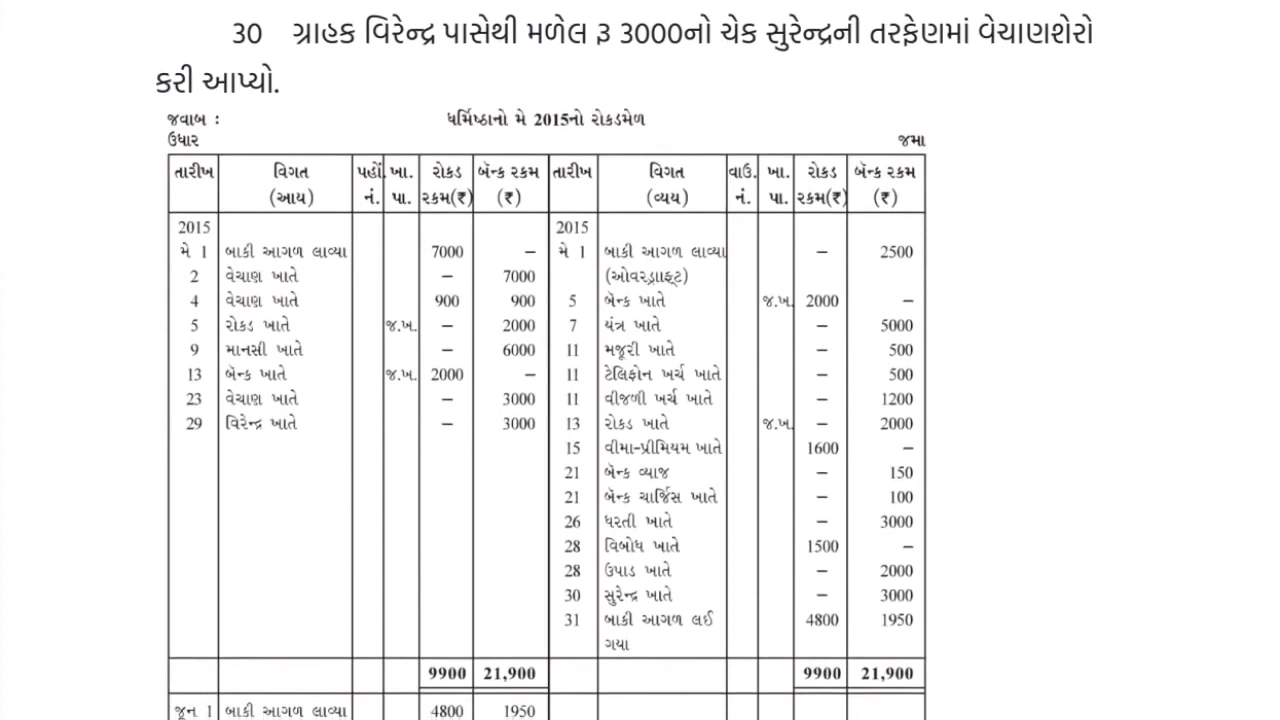 30 ગ્રાહક વિરેન્દ્ર પાસેથી મળેલ રૂ 3000નો ચેક સુરેન્દ્રની તરફેણમાં વેચાણશેરો
કરી આપ્યો.
જવાબ : ધર્મિષ્ઠાનો મે 2015નો રોકડમેળ
ઉધાર જમા
તારીખ વિગત પહોં. ખા. રોકડ બૅન્ક રકમ તારીખ વિગત વાઉ. ખા. રોકડ બૅન્ક રકમ
(આય) નં. પા. રકમ(₹) (₹) (વ્યય) નં. પા. રકમ(₹) (₹)
2015 2015
મે 1 બાકી આગળ લાવ્યા 7000 – મે 1 બાકી આગળ લાવ્યા – 2500
2 વેચાણ ખાતે – 7000 (ઓવરડ્રાફ્ટ)
4 વેચાણ ખાતે 900 900 5 બૅન્ક ખાતે જ.ખ. 2000 –
5 રોકડ ખાતે જ.ખ. – 2000 7 યંત્ર ખાતે – 5000
9 માનસી ખાતે – 6000 11 મજૂરી ખાતે – 500
13 બૅન્ક ખાતે જ.ખ. 2000 – 11 ટેલિફોન ખર્ચ ખાતે – 500
23 વેચાણ ખાતે – 3000 11 વીજળી ખર્ચ ખાતે – 1200
29 વિરેન્દ્ર ખાતે – 3000 13 રોકડ ખાતે જ.ખ. – 2000
15 વીમા-પ્રીમિયમ ખાતે 1600 –
21 બૅન્ક વ્યાજ – 150
21 બૅન્ક ચાર્જિસ ખાતે – 100
26 ધરતી ખાતે – 3000
28 વિબોધ ખાતે 1500 –
28 ઉપાડ ખાતે – 2000
30 સુરેન્દ્ર ખાતે – 3000
31 બાકી આગળ લઈ 4800 1950
ગયા
9900 21,900 9900 21,900
જૂન 1 બાકી આગળ લાવ્યા 4800 1950